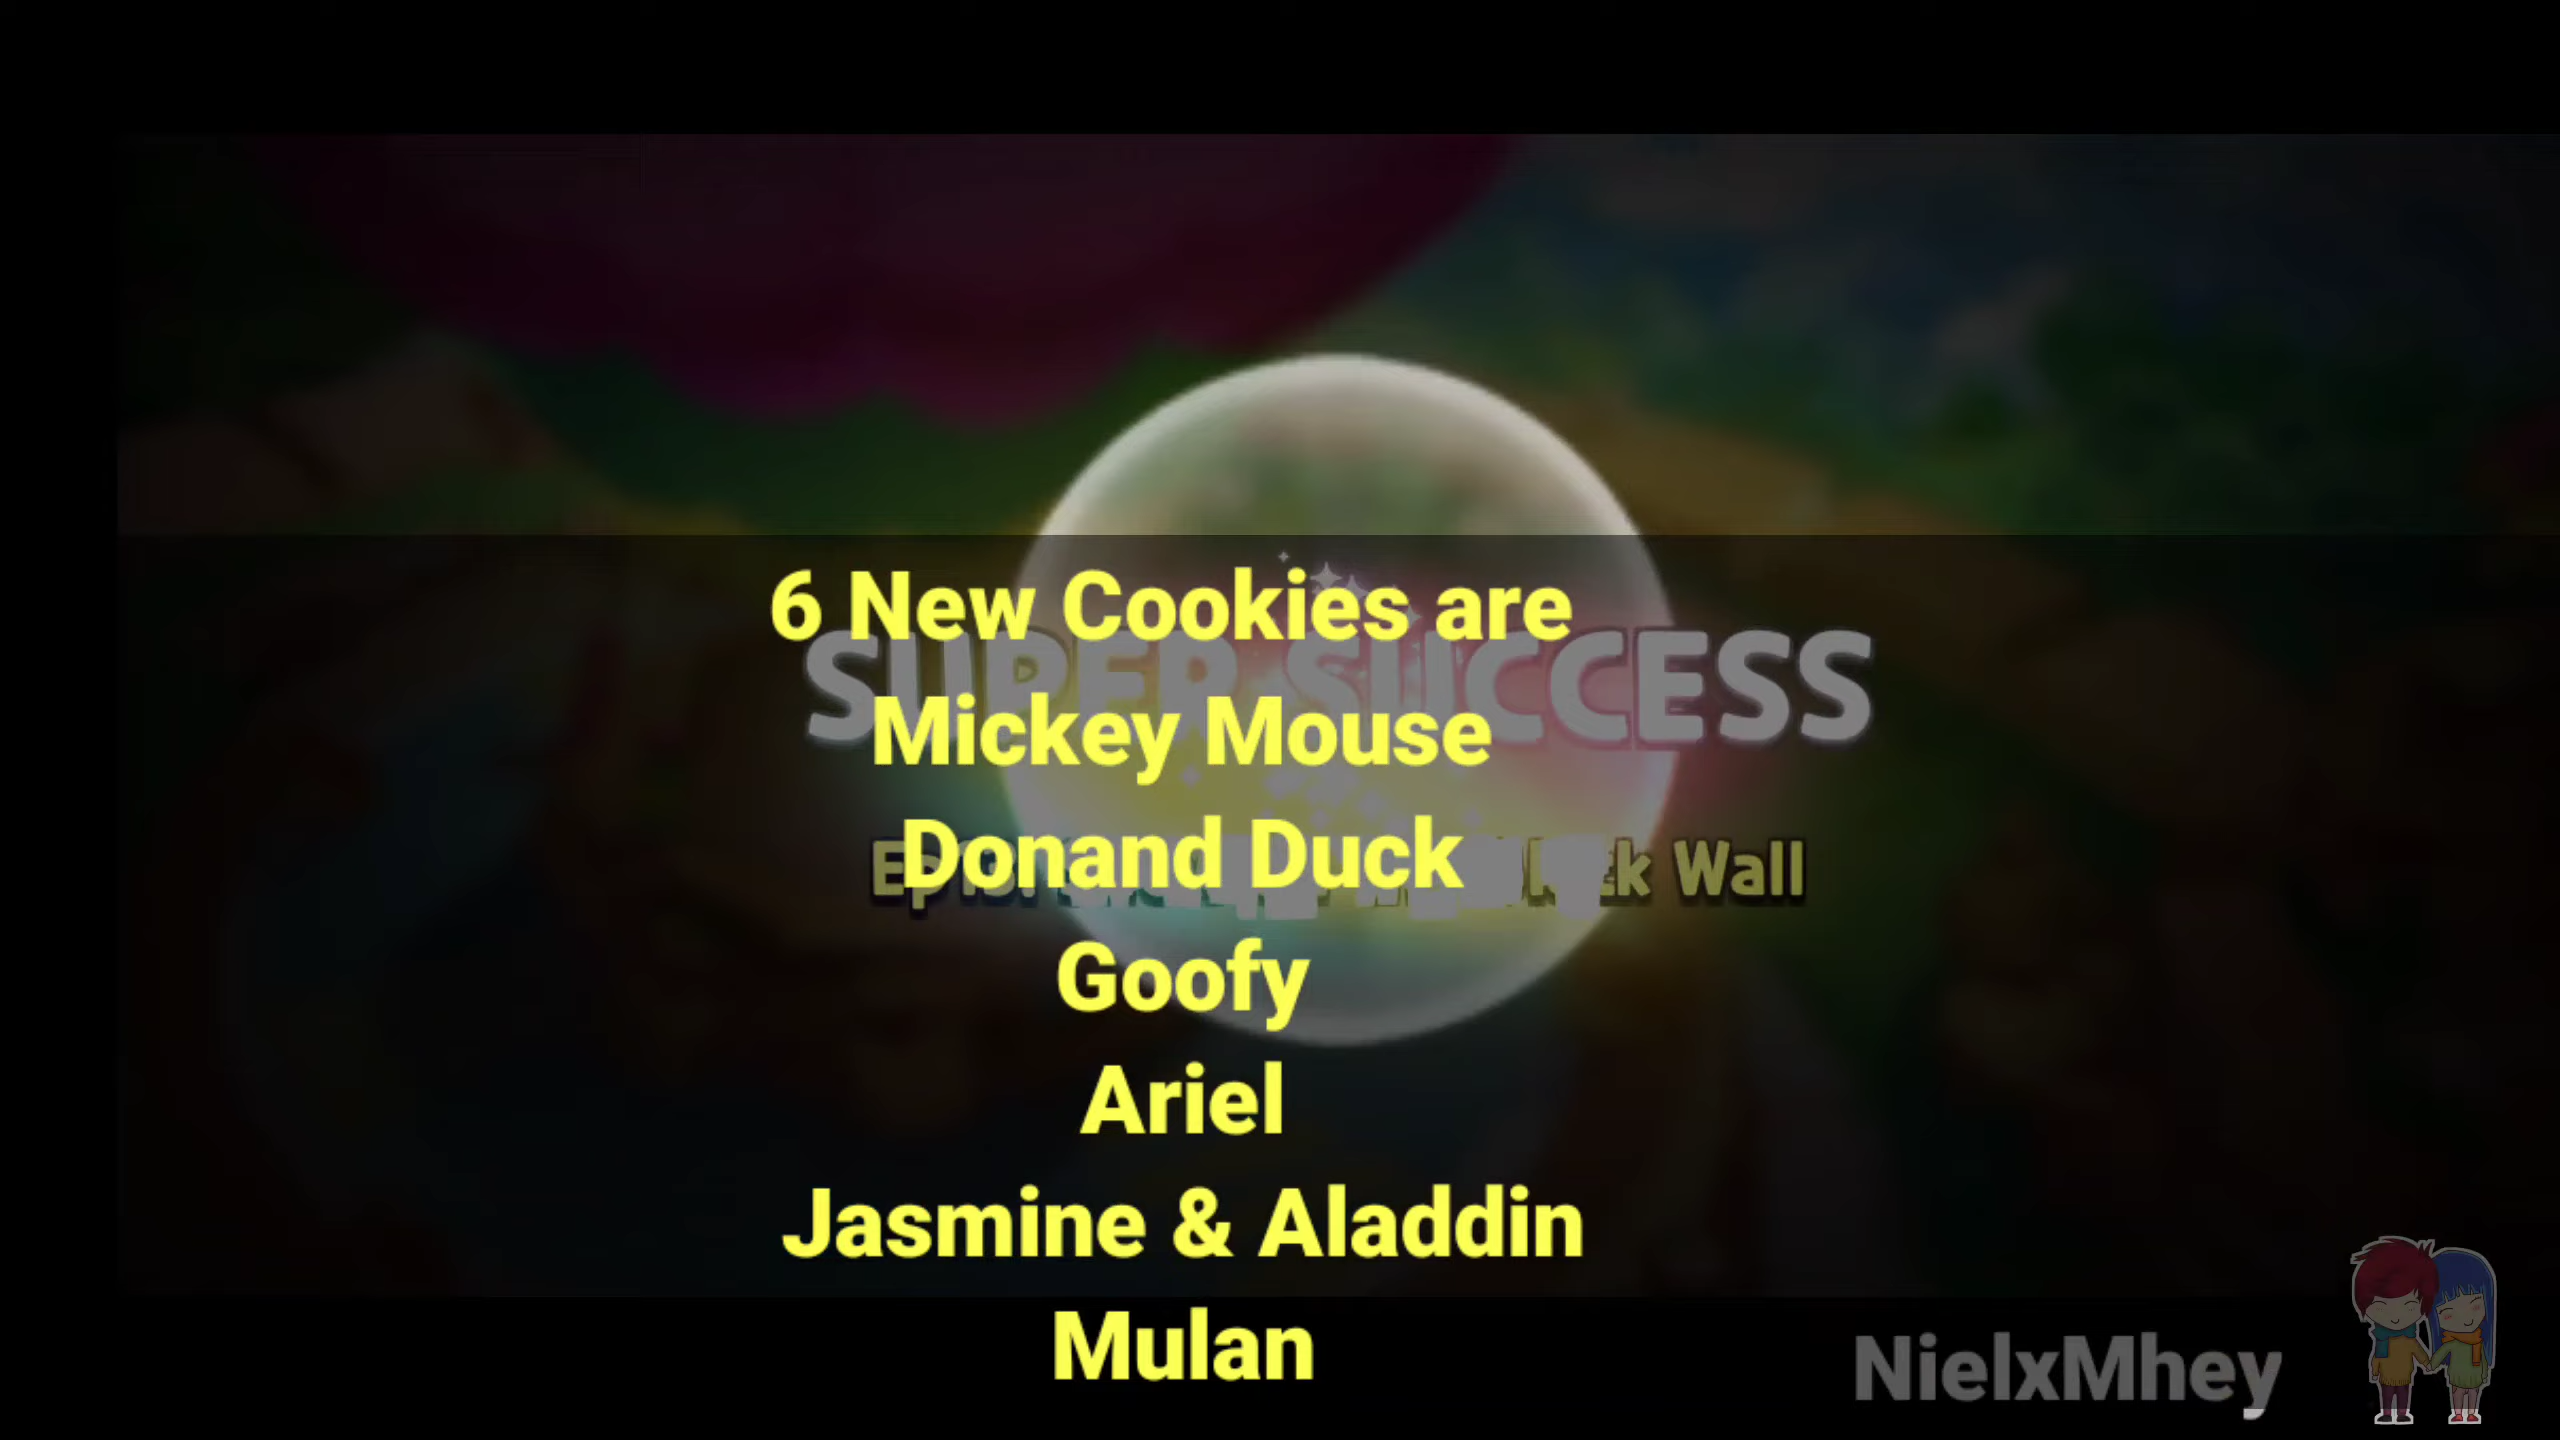 6 New Cookies are
SUPER SUCCESS
Mickey Mouse
Donand Duck
Wall
Goofy
Ariel
Jasmine & Aladdin
Mulan
NielxMhey